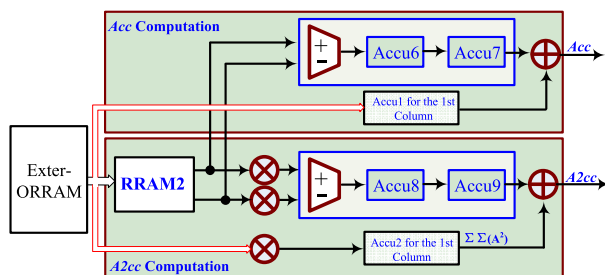 Acc Computation
+
−
Accu6
Accu7
Acc
Accu1 for the 1st
Column
Exter-
ORRAM
RRAM2
+
−
Accu8
Accu9
A2cc
Accu2 for the 1st
Column
Σ Σ(A²)
A2cc Computation